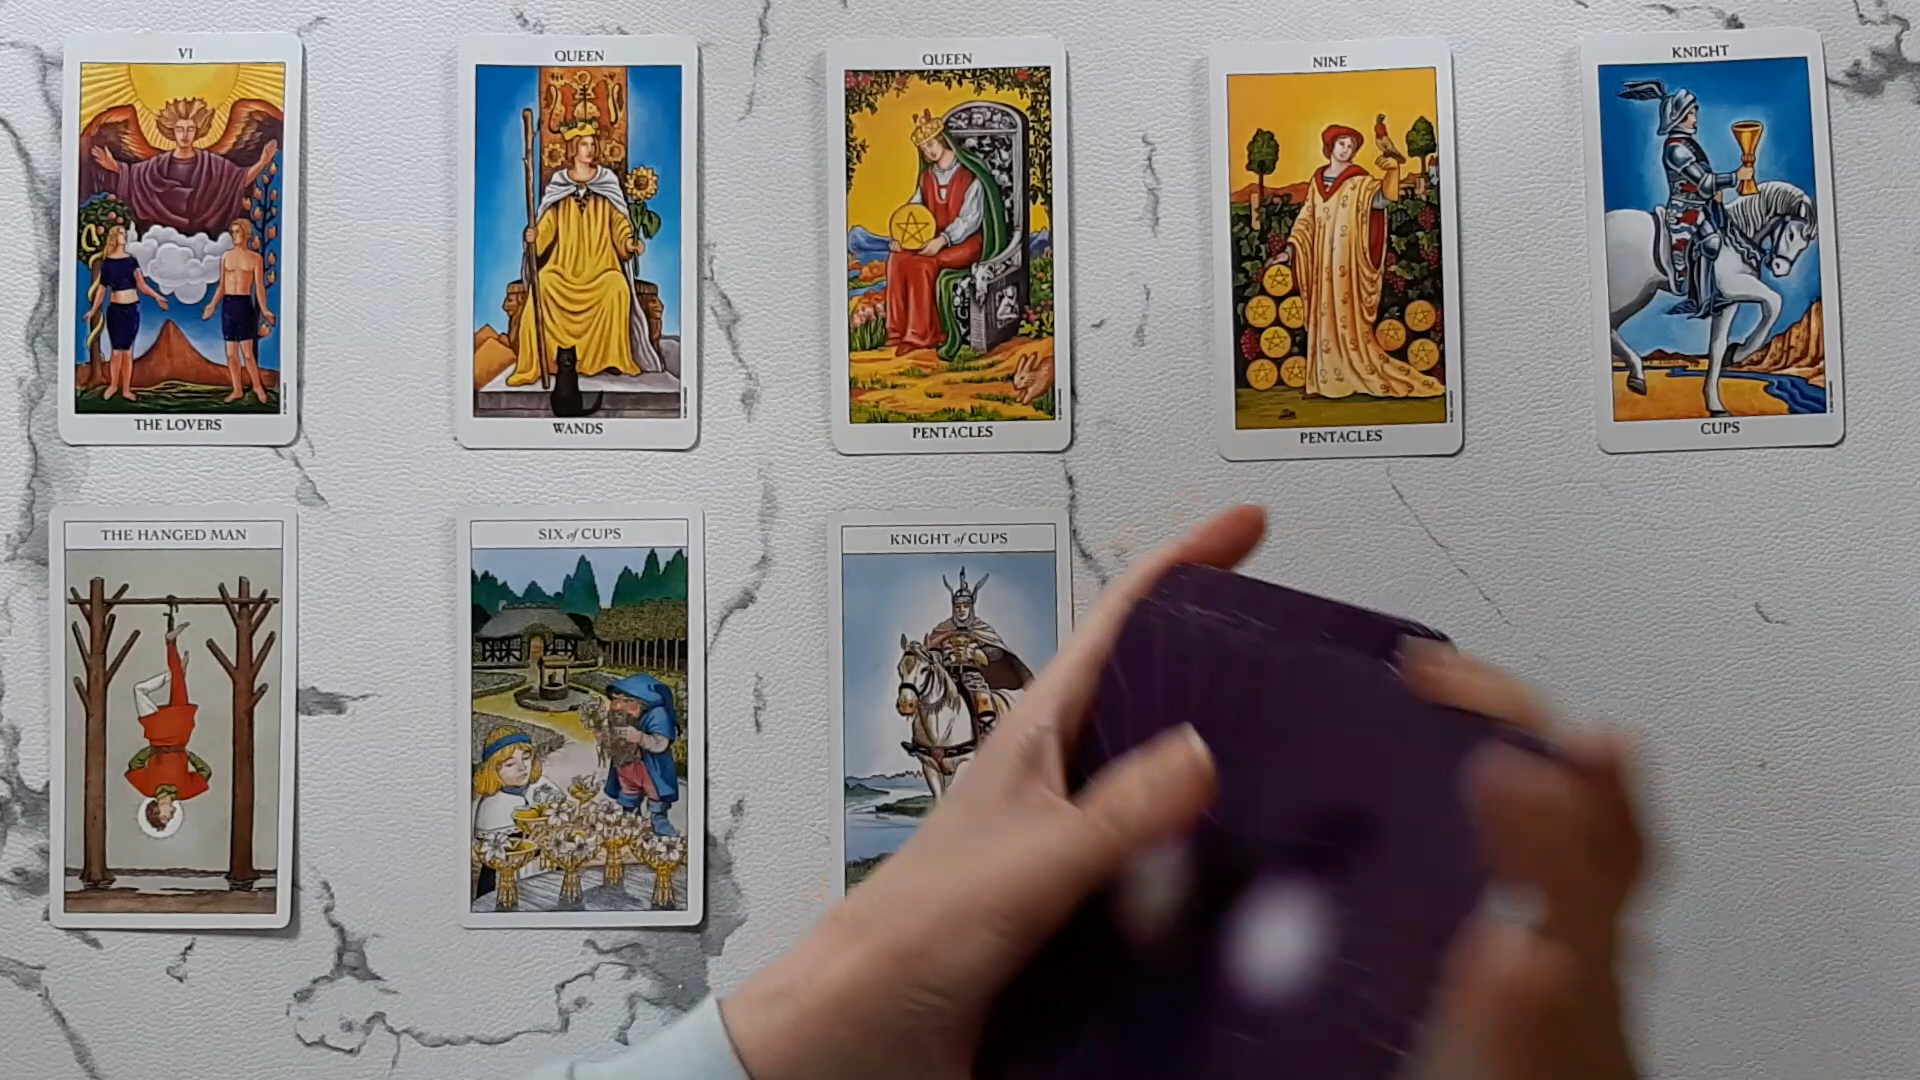 VI
THE LOVERS
QUEEN
WANDS
QUEEN
PENTACLES
NINE
PENTACLES
KNIGHT
CUPS
THE HANGED MAN
SIX of CUPS
KNIGHT of CUPS